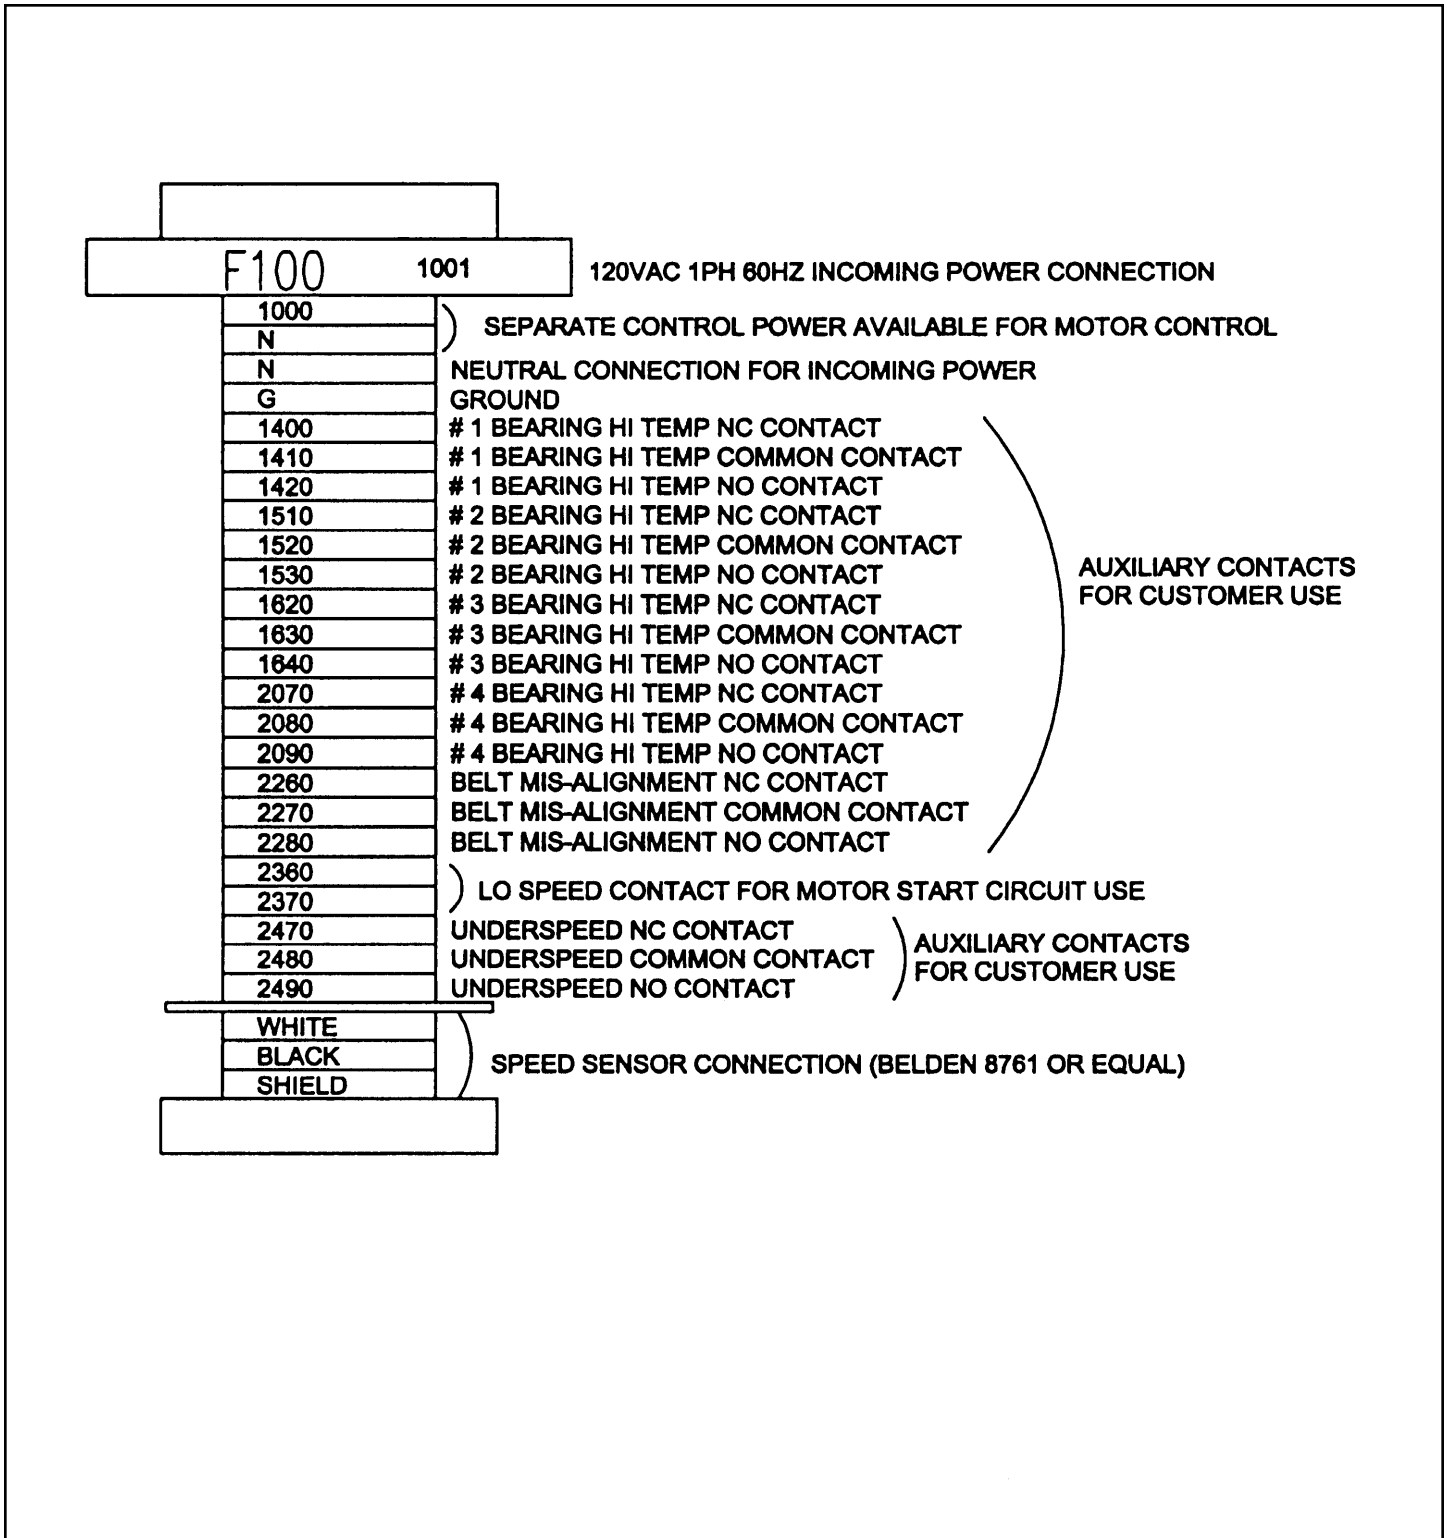 F100 1001 120VAC 1PH 60HZ INCOMING POWER CONNECTION
1000
SEPARATE CONTROL POWER AVAILABLE FOR MOTOR CONTROL
N
N NEUTRAL CONNECTION FOR INCOMING POWER
G GROUND
1400 # 1 BEARING HI TEMP NC CONTACT
1410 # 1 BEARING HI TEMP COMMON CONTACT
1420 # 1 BEARING HI TEMP NO CONTACT
1510 # 2 BEARING HI TEMP NC CONTACT
1520 # 2 BEARING HI TEMP COMMON CONTACT
1530 # 2 BEARING HI TEMP NO CONTACT
1620 # 3 BEARING HI TEMP NC CONTACT
1630 # 3 BEARING HI TEMP COMMON CONTACT
1640 # 3 BEARING HI TEMP NO CONTACT
2070 # 4 BEARING HI TEMP NC CONTACT
2080 # 4 BEARING HI TEMP COMMON CONTACT
2090 # 4 BEARING HI TEMP NO CONTACT
2260 BELT MIS-ALIGNMENT NC CONTACT
2270 BELT MIS-ALIGNMENT COMMON CONTACT
2280 BELT MIS-ALIGNMENT NO CONTACT
AUXILIARY CONTACTS
FOR CUSTOMER USE
2360
LO SPEED CONTACT FOR MOTOR START CIRCUIT USE
2370
2470 UNDERSPEED NC CONTACT
2480 UNDERSPEED COMMON CONTACT
2490 UNDERSPEED NO CONTACT
AUXILIARY CONTACTS
FOR CUSTOMER USE
WHITE
BLACK
SHIELD
SPEED SENSOR CONNECTION (BELDEN 8761 OR EQUAL)